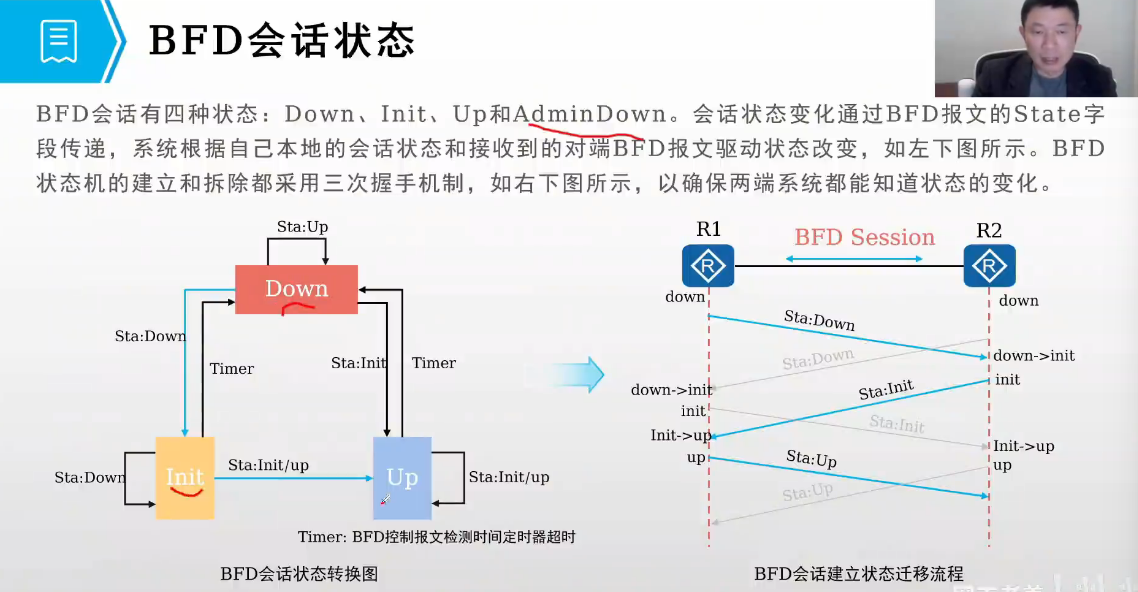 BFD会话状态
BFD会话有四种状态：Down、Init、Up和AdminDown。会话状态变化通过BFD报文的State字
段传递，系统根据自己本地的会话状态和接收到的对端BFD报文驱动状态改变，如左下图所示。BFD
状态机的建立和拆除都采用三次握手机制，如右下图所示，以确保两端系统都能知道状态的变化。
Sta:Up
Down
Sta:Down
Timer
Sta:Init
Timer
Sta:Down
Init
Sta:Init/up
Up
Sta:Init/up
Timer: BFD控制报文检测时间定时器超时
BFD会话状态转换图
R1
BFD Session
R2
R
R
down
down
Sta:Down
Sta:Down
down->init
down->init
Sta:Init
init
init
Sta:Init
Init->up
Init->up
up
Sta:Up
up
Sta:Up
BFD会话建立状态迁移流程